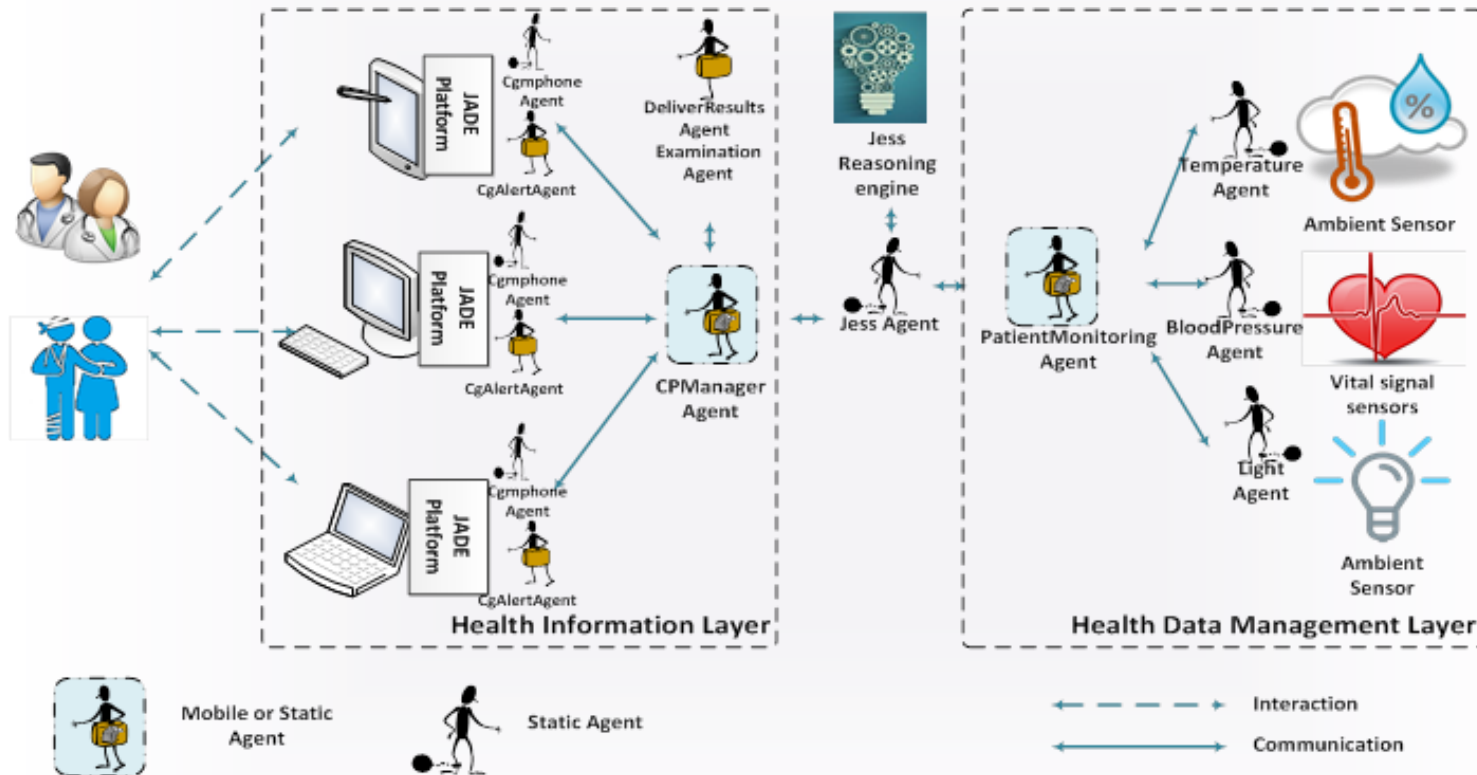 JADE
Platform
Cgmphone
Agent
CgAlertAgent
DeliverResults
Agent
Examination
Agent
JADE
Platform
Cgmphone
Agent
CgAlertAgent
CPManager
Agent
JADE
Platform
Cgmphone
Agent
CgAlertAgent
Health Information Layer
Jess
Reasoning
engine
Jess Agent
PatientMonitoring
Agent
Temperature
Agent
%
Ambient Sensor
BloodPressure
Agent
Vital signal
sensors
Light
Agent
Ambient
Sensor
Health Data Management Layer
Mobile or Static
Agent
Static Agent
Interaction
Communication